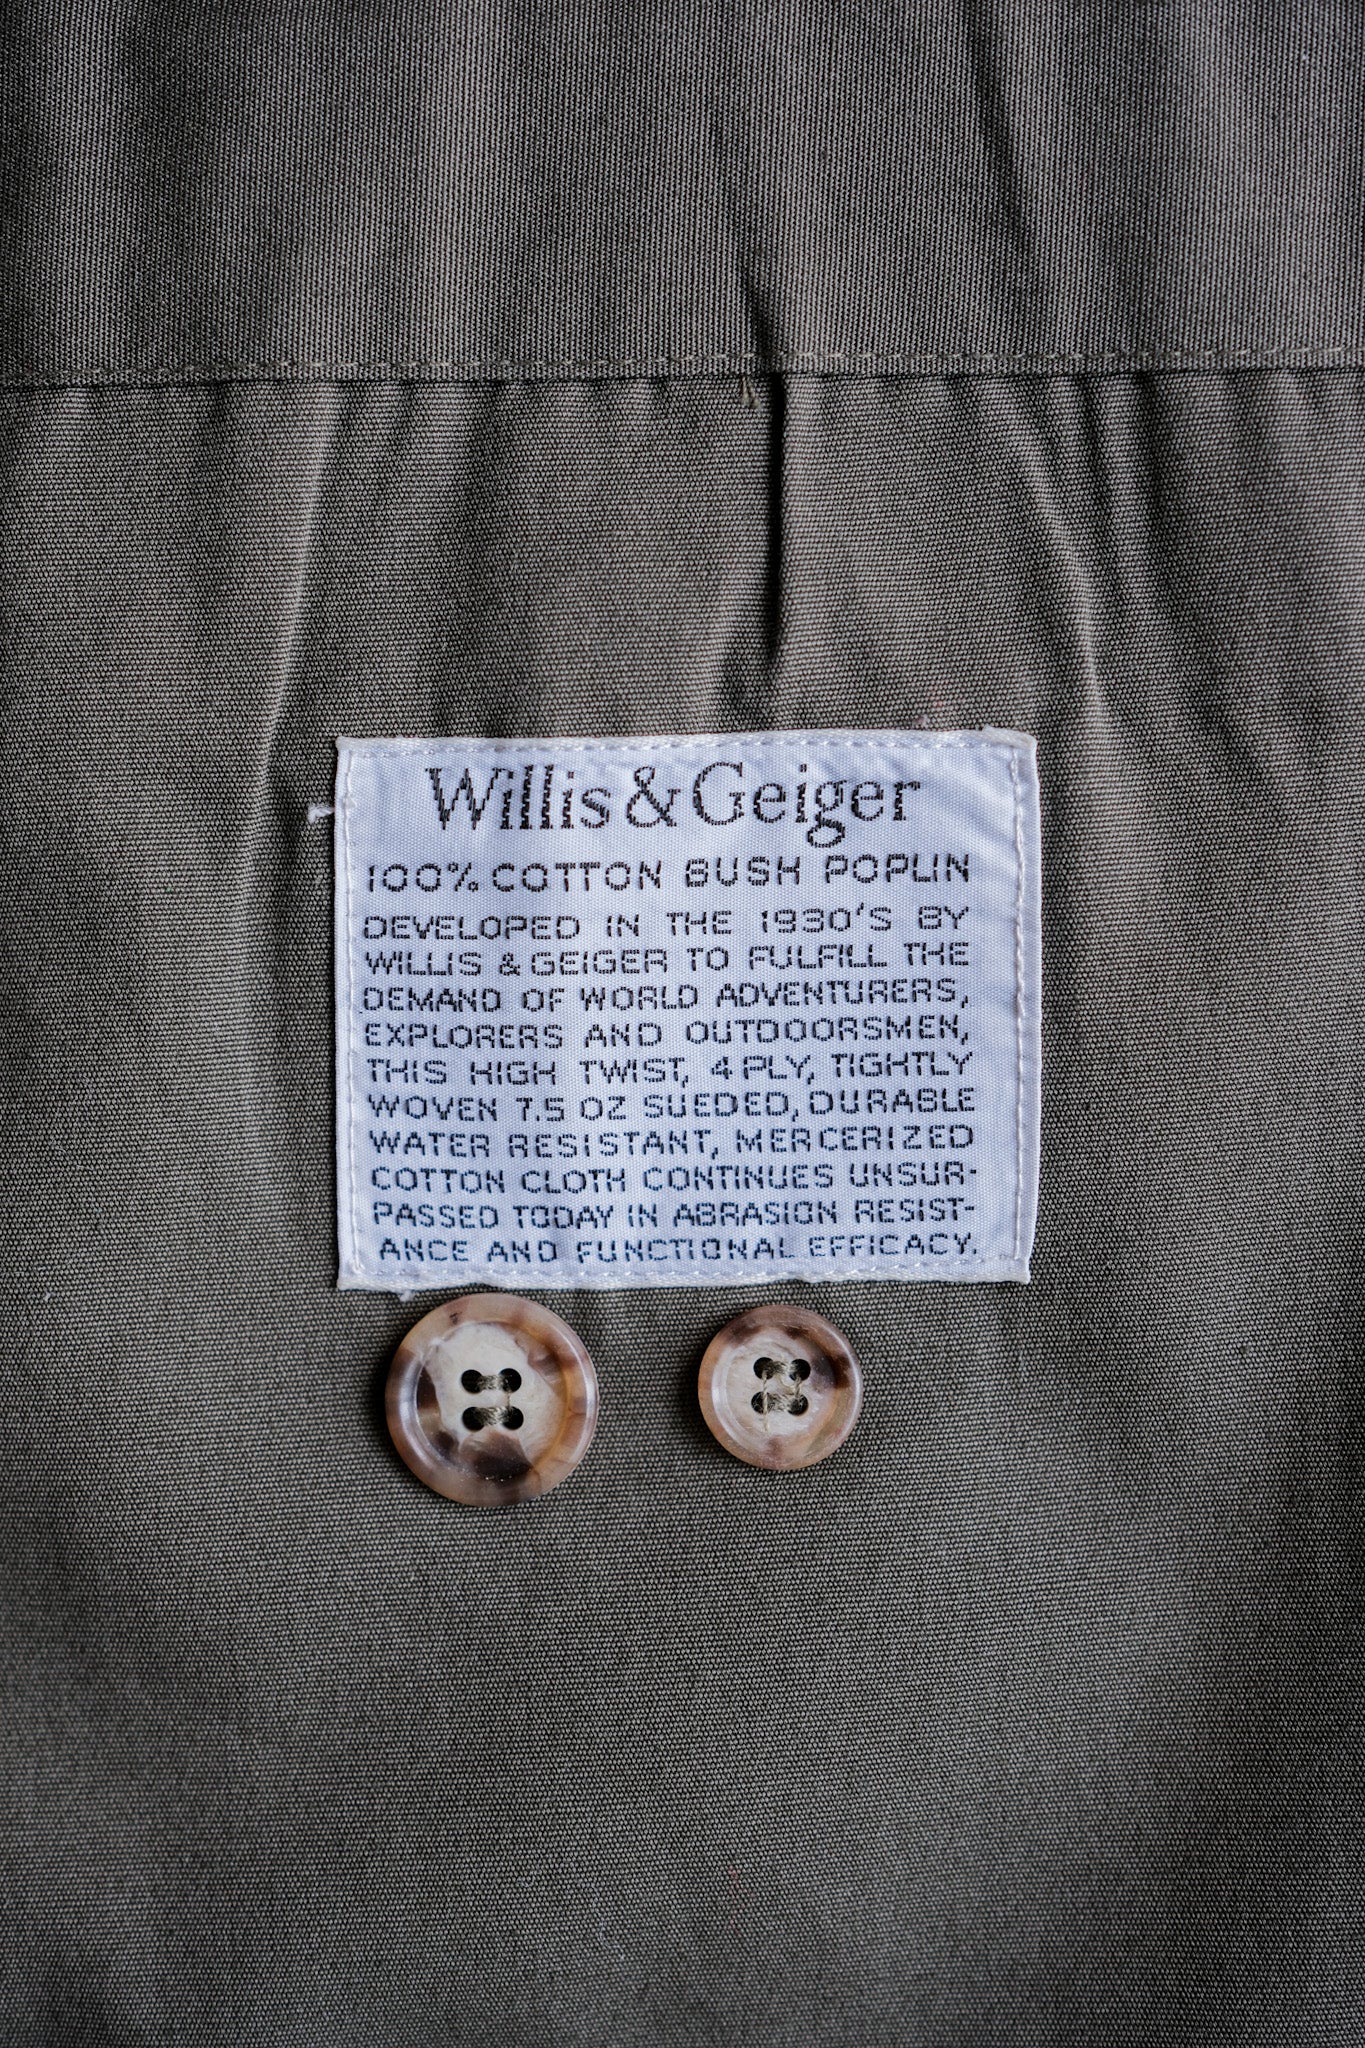 Willis & Geiger
100% COTTON BUSH POPLIN
DEVELOPED IN THE 1930'S BY
WILLIS & GEIGER TO FULFILL THE
DEMAND OF WORLD ADVENTURERS,
EXPLORERS AND OUTDOORSMEN,
THIS HIGH TWIST, 4 PLY, TIGHTLY
WOVEN 7.5 OZ SUEDED, DURABLE
WATER RESISTANT, MERCERIZED
COTTON CLOTH CONTINUES UNSUR-
PASSED TODAY IN ABRASION RESIST-
ANCE AND FUNCTIONAL EFFICACY.